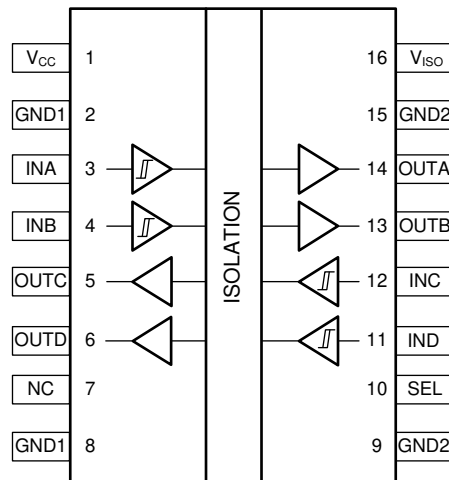 VCC 1 16 VISO
GND1 2 15 GND2
INA 3 14 OUTA
INB 4 13 OUTB
ISOLATION
OUTC 5 12 INC
OUTD 6 11 IND
NC 7 10 SEL
GND1 8 9 GND2